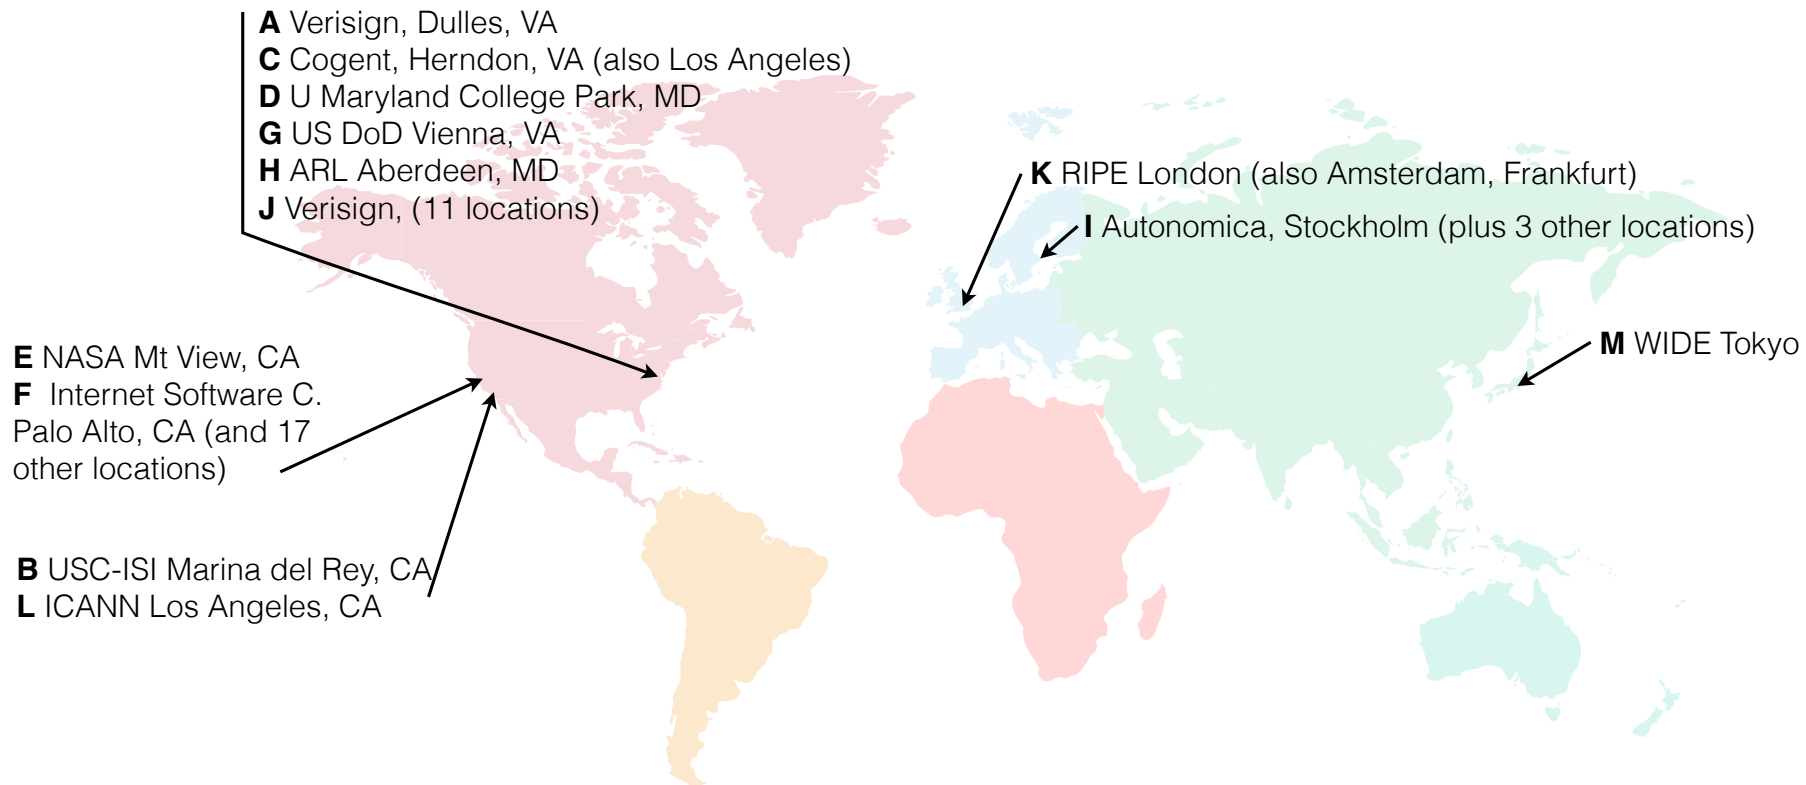 A Verisign, Dulles, VA
C Cogent, Herndon, VA (also Los Angeles)
D U Maryland College Park, MD
G US DoD Vienna, VA
H ARL Aberdeen, MD
J Verisign, (11 locations)
K RIPE London (also Amsterdam, Frankfurt)
I Autonomica, Stockholm (plus 3 other locations)
E NASA Mt View, CA
F Internet Software C.
Palo Alto, CA (and 17
other locations)
M WIDE Tokyo
B USC-ISI Marina del Rey, CA
L ICANN Los Angeles, CA